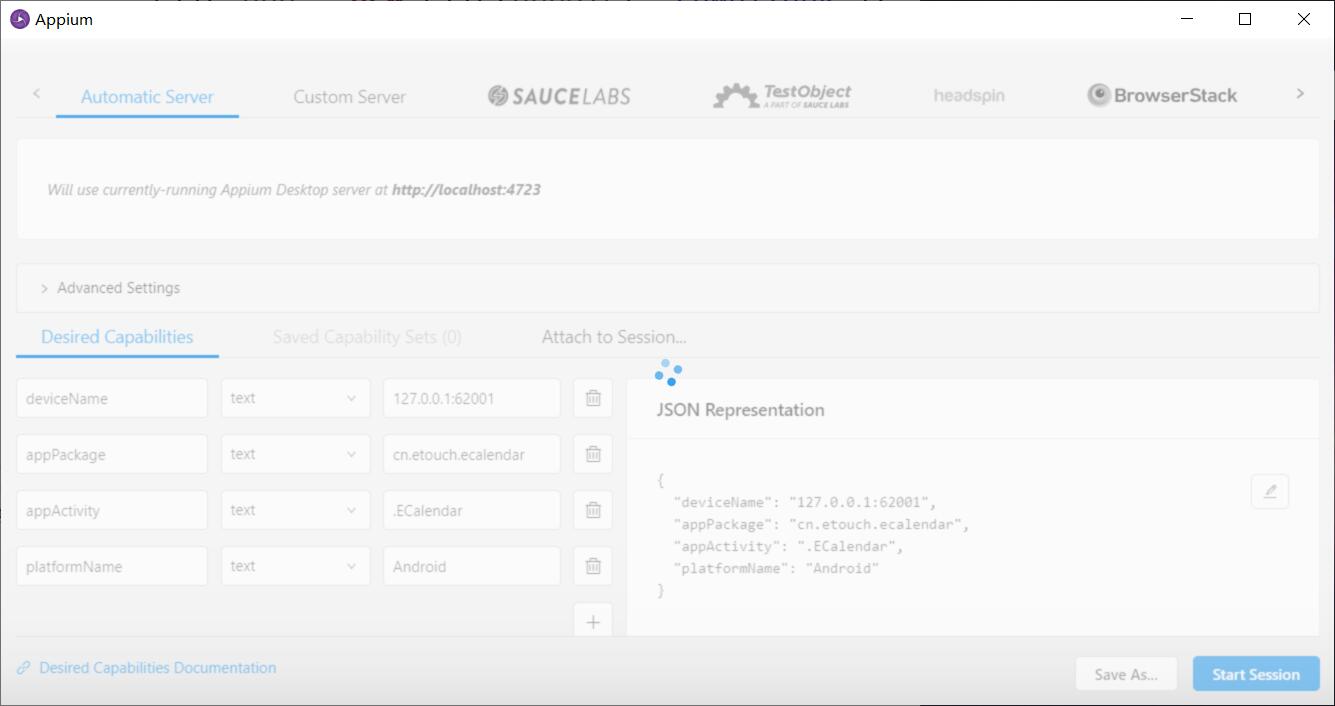 Appium
Automatic Server Custom Server SAUCELABS TestObject headspin BrowserStack
A PART OF SAUCE LABS
Will use currently-running Appium Desktop server at http://localhost:4723
Advanced Settings
Desired Capabilities Saved Capability Sets (0) Attach to Session...
deviceName text 127.0.0.1:62001
appPackage text cn.etouch.ecalendar
appActivity text .ECalendar
platformName text Android
JSON Representation
{
"deviceName": "127.0.0.1:62001",
"appPackage": "cn.etouch.ecalendar",
"appActivity": ".ECalendar",
"platformName": "Android"
}
Desired Capabilities Documentation
Save As... Start Session